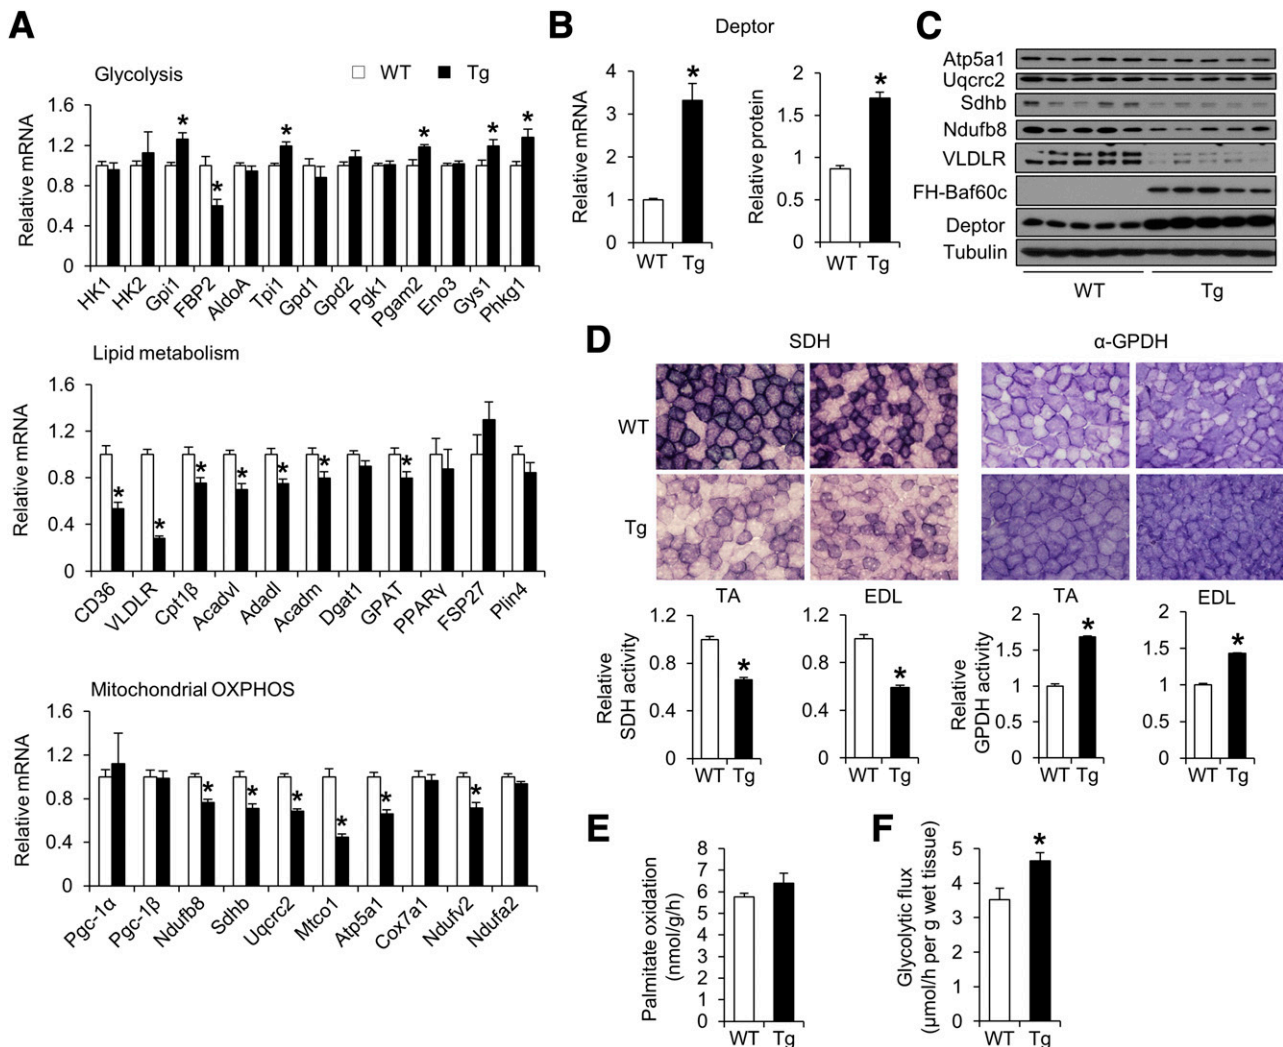 A
Glycolysis
WT
Tg
Relative mRNA
1.6
1.2
0.8
0.4
0
*
*
*
*
*
*
HK1
HK2
Gpi1
FBP2
AldoA
Tpi1
Gpd1
Gpd2
Pgk1
Pgam2
Eno3
Gys1
Phkg1
Lipid metabolism
Relative mRNA
1.6
1.2
0.8
0.4
0
*
*
*
*
*
*
*
CD36
VLDLR
Cpt1β
Acadvl
Adadl
Acadm
Dgat1
GPAT
PPARγ
FSP27
Plin4
Mitochondrial OXPHOS
Relative mRNA
1.6
1.2
0.8
0.4
0
*
*
*
*
*
*
Pgc-1α
Pgc-1β
Ndufb8
Sdhb
Uqcrc2
Mtco1
Atp5a1
Cox7a1
Ndufv2
Ndufa2
B
Deptor
Relative mRNA
4
3
2
1
0
*
WT
Tg
Relative protein
2
1.5
1
0.5
0
*
WT
Tg
C
Atp5a1
Uqcrc2
Sdhb
Ndufb8
VLDLR
FH-Baf60c
Deptor
Tubulin
WT
Tg
D
SDH
α-GPDH
WT
Tg
TA
EDL
TA
EDL
Relative
SDH activity
1.2
0.6
0
*
WT Tg
1.2
0.8
0.4
0
*
WT Tg
Relative
GPDH activity
2
1.5
1
0.5
0
*
WT Tg
2
1.5
1
0.5
0
*
WT Tg
E
Palmitate oxidation
(nmol/g/h)
8
7
6
5
4
3
2
1
0
WT Tg
F
Glycolytic flux
(μmol/h per g wet tissue)
5
4
3
2
1
0
*
WT Tg